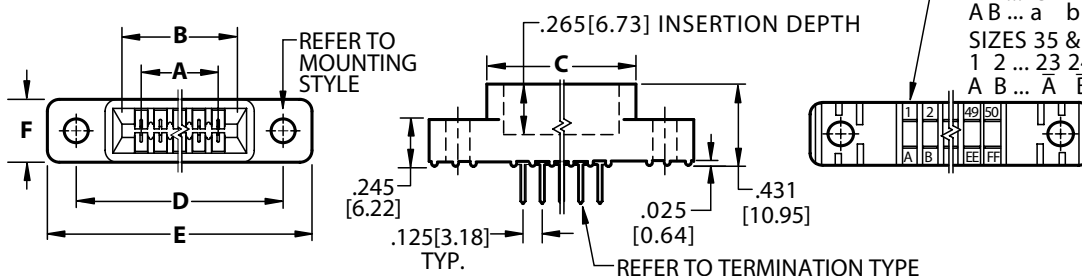 B
A
REFER TO
MOUNTING
STYLE
F
D
E
.265[6.73] INSERTION DEPTH
C
.245
[6.22]
.125[3.18]
TYP.
.025
[0.64]
.431
[10.95]
REFER TO TERMINATION TYPE
A B ... a b
SIZES 35 &
1 2 ... 23
A B ... A
1 2 49 50
A B EE FF